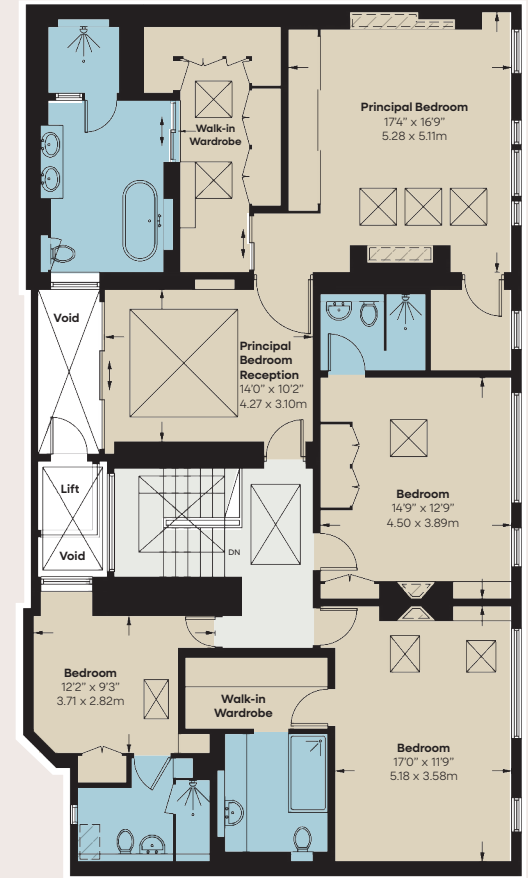 Principal Bedroom
17'4" x 16'9"
5.28 x 5.11m
Walk-in
Wardrobe
Void
Principal
Bedroom
Reception
14'0" x 10'2"
4.27 x 3.10m
Lift
Void
DN
Bedroom
14'9" x 12'9"
4.50 x 3.89m
Bedroom
12'2" x 9'3"
3.71 x 2.82m
Walk-in
Wardrobe
Bedroom
17'0" x 11'9"
5.18 x 3.58m